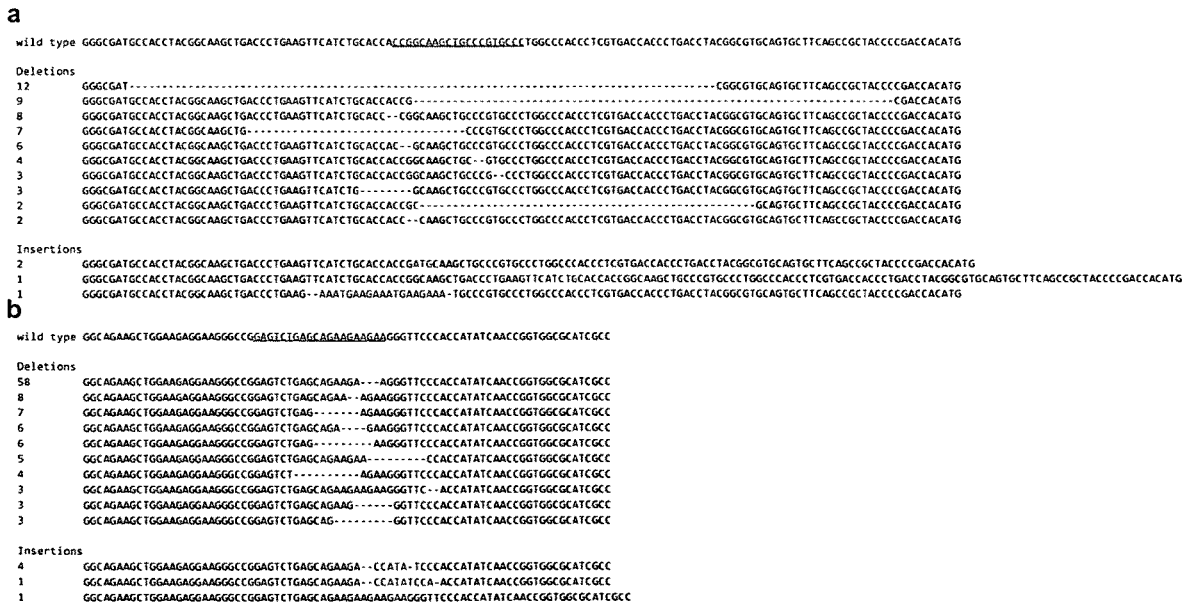 a
wild type GGGCGATGCCACCTACGGCAAGCTGACCCTGAAGTTCATCTGCACCACCGGCAAGCTGCCCGTGCCCTGGCCCACCCTCGTGACCACCCTGACCTACGGCGTGCAGTGCTTCAGCCGCTACCCCGACCACATG
Deletions
12 GGGCGAT-----------------------------------------------------------------------------------------CGGCGTGCAGTGCTTCAGCCGCTACCCCGACCACATG
9 GGGCGATGCCACCTACGGCAAGCTGACCCTGAAGTTCATCTGCACCACCG-------------------------------------------------------------------------CGACCACATG
8 GGGCGATGCCACCTACGGCAAGCTGACCCTGAAGTTCATCTGCACC--CGGCAAGCTGCCCGTGCCCTGGCCCACCCTCGTGACCACCCTGACCTACGGCGTGCAGTGCTTCAGCCGCTACCCCGACCACATG
7 GGGCGATGCCACCTACGGCAAGCTG---------------------------------CCCGTGCCCTGGCCCACCCTCGTGACCACCCTGACCTACGGCGTGCAGTGCTTCAGCCGCTACCCCGACCACATG
6 GGGCGATGCCACCTACGGCAAGCTGACCCTGAAGTTCATCTGCACCAC--GCAAGCTGCCCGTGCCCTGGCCCACCCTCGTGACCACCCTGACCTACGGCGTGCAGTGCTTCAGCCGCTACCCCGACCACATG
4 GGGCGATGCCACCTACGGCAAGCTGACCCTGAAGTTCATCTGCACCACCGGCAAGCTGC--GTGCCCTGGCCCACCCTCGTGACCACCCTGACCTACGGCGTGCAGTGCTTCAGCCGCTACCCCGACCACATG
3 GGGCGATGCCACCTACGGCAAGCTGACCCTGAAGTTCATCTGCACCACCGGCAAGCTGCCCG--CCCTGGCCCACCCTCGTGACCACCCTGACCTACGGCGTGCAGTGCTTCAGCCGCTACCCCGACCACATG
3 GGGCGATGCCACCTACGGCAAGCTGACCCTGAAGTTCATCTG--------GCAAGCTGCCCGTGCCCTGGCCCACCCTCGTGACCACCCTGACCTACGGCGTGCAGTGCTTCAGCCGCTACCCCGACCACATG
2 GGGCGATGCCACCTACGGCAAGCTGACCCTGAAGTTCATCTGCACCACCGC---------------------------------------------------GCAGTGCTTCAGCCGCTACCCCGACCACATG
2 GGGCGATGCCACCTACGGCAAGCTGACCCTGAAGTTCATCTGCACCACC--CAAGCTGCCCGTGCCCTGGCCCACCCTCGTGACCACCCTGACCTACGGCGTGCAGTGCTTCAGCCGCTACCCCGACCACATG
Insertions
2 GGGCGATGCCACCTACGGCAAGCTGACCCTGAAGTTCATCTGCACCACCGATGCAAGCTGCCCGTGCCCTGGCCCACCCTCGTGACCACCCTGACCTACGGCGTGCAGTGCTTCAGCCGCTACCCCGACCACATG
1 GGGCGATGCCACCTACGGCAAGCTGACCCTGAAGTTCATCTGCACCACCGGCAAGCTGACCCTGAAGTTCATCTGCACCACCGGCAAGCTGCCCGTGCCCTGGCCCACCCTCGTGACCACCCTGACCTACGGCGTGCAGTGCTTCAGCCGCTACCCCGACCACATG
1 GGGCGATGCCACCTACGGCAAGCTGACCCTGAAG--AAATGAAGAAATGAAGAAA-TGCCCGTGCCCTGGCCCACCCTCGTGACCACCCTGACCTACGGCGTGCAGTGCTTCAGCCGCTACCCCGACCACATG
b
wild type GGCAGAAGCTGGAAGAGGAAGGGCCGGAGTCTGAGCAGAAGAAGAAGGGTTCCCACCATATCAACCGGTGGCGCATCGCC
Deletions
58 GGCAGAAGCTGGAAGAGGAAGGGCCGGAGTCTGAGCAGAAGA---AGGGTTCCCACCATATCAACCGGTGGCGCATCGCC
8 GGCAGAAGCTGGAAGAGGAAGGGCCGGAGTCTGAGCAGAA--AGAAGGGTTCCCACCATATCAACCGGTGGCGCATCGCC
7 GGCAGAAGCTGGAAGAGGAAGGGCCGGAGTCTGAG-------AGAAGGGTTCCCACCATATCAACCGGTGGCGCATCGCC
6 GGCAGAAGCTGGAAGAGGAAGGGCCGGAGTCTGAGCAGA----GAAGGGTTCCCACCATATCAACCGGTGGCGCATCGCC
6 GGCAGAAGCTGGAAGAGGAAGGGCCGGAGTCTGAG---------AAGGGTTCCCACCATATCAACCGGTGGCGCATCGCC
5 GGCAGAAGCTGGAAGAGGAAGGGCCGGAGTCTGAGCAGAAGAA---------CCACCATATCAACCGGTGGCGCATCGCC
4 GGCAGAAGCTGGAAGAGGAAGGGCCGGAGTCT----------AGAAGGGTTCCCACCATATCAACCGGTGGCGCATCGCC
3 GGCAGAAGCTGGAAGAGGAAGGGCCGGAGTCTGAGCAGAAGAAGAAGGGTTC--ACCATATCAACCGGTGGCGCATCGCC
3 GGCAGAAGCTGGAAGAGGAAGGGCCGGAGTCTGAGCAGAAG------GGTTCCCACCATATCAACCGGTGGCGCATCGCC
3 GGCAGAAGCTGGAAGAGGAAGGGCCGGAGTCTGAGCAG---------GGTTCCCACCATATCAACCGGTGGCGCATCGCC
Insertions
4 GGCAGAAGCTGGAAGAGGAAGGGCCGGAGTCTGAGCAGAAGA--CCATA-TCCCACCATATCAACCGGTGGCGCATCGCC
1 GGCAGAAGCTGGAAGAGGAAGGGCCGGAGTCTGAGCAGAAGA--CCATATCCA-ACCATATCAACCGGTGGCGCATCGCC
1 GGCAGAAGCTGGAAGAGGAAGGGCCGGAGTCTGAGCAGAAGAAGAAGAAGGGTTCCCACCATATCAACCGGTGGCGCATCGCC